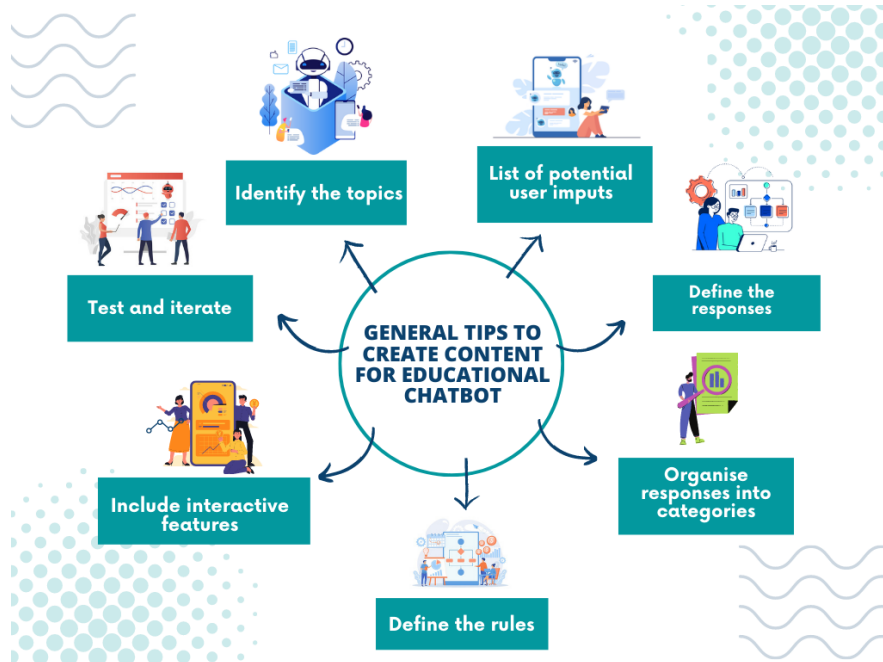 GENERAL TIPS TO
CREATE CONTENT
FOR EDUCATIONAL
CHATBOT
Identify the topics
List of potential
user imputs
Define the
responses
Organise
responses into
categories
Define the rules
Include interactive
features
Test and iterate